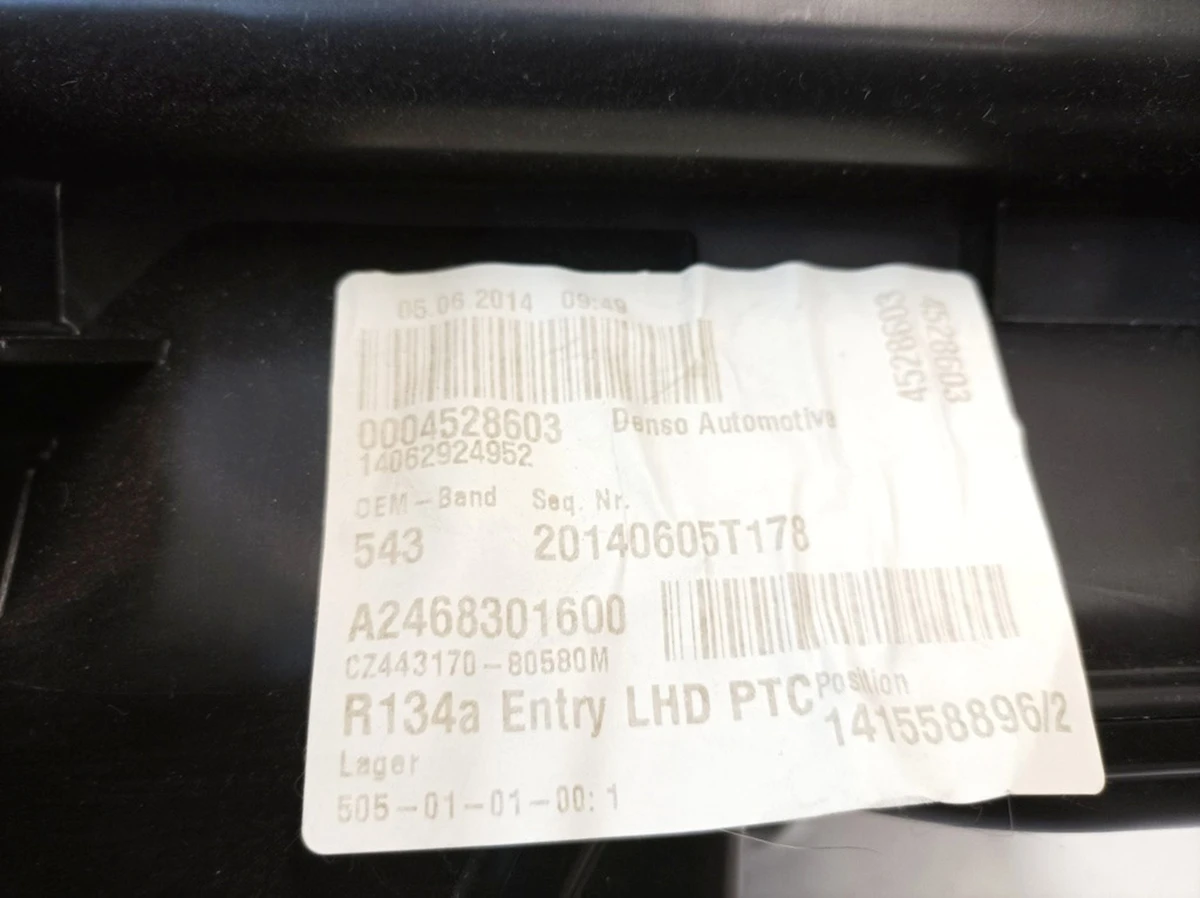 05.06.2014 09:49
4528603
4528603
0004528603 Denso Automotive
14062924952
OEM-Band Seq. Nr.
543 20140605T178
A2468301600
CZ443170-80580M
R134a Entry LHD PTC Position
141558896/2
Lager
505-01-01-00: 1